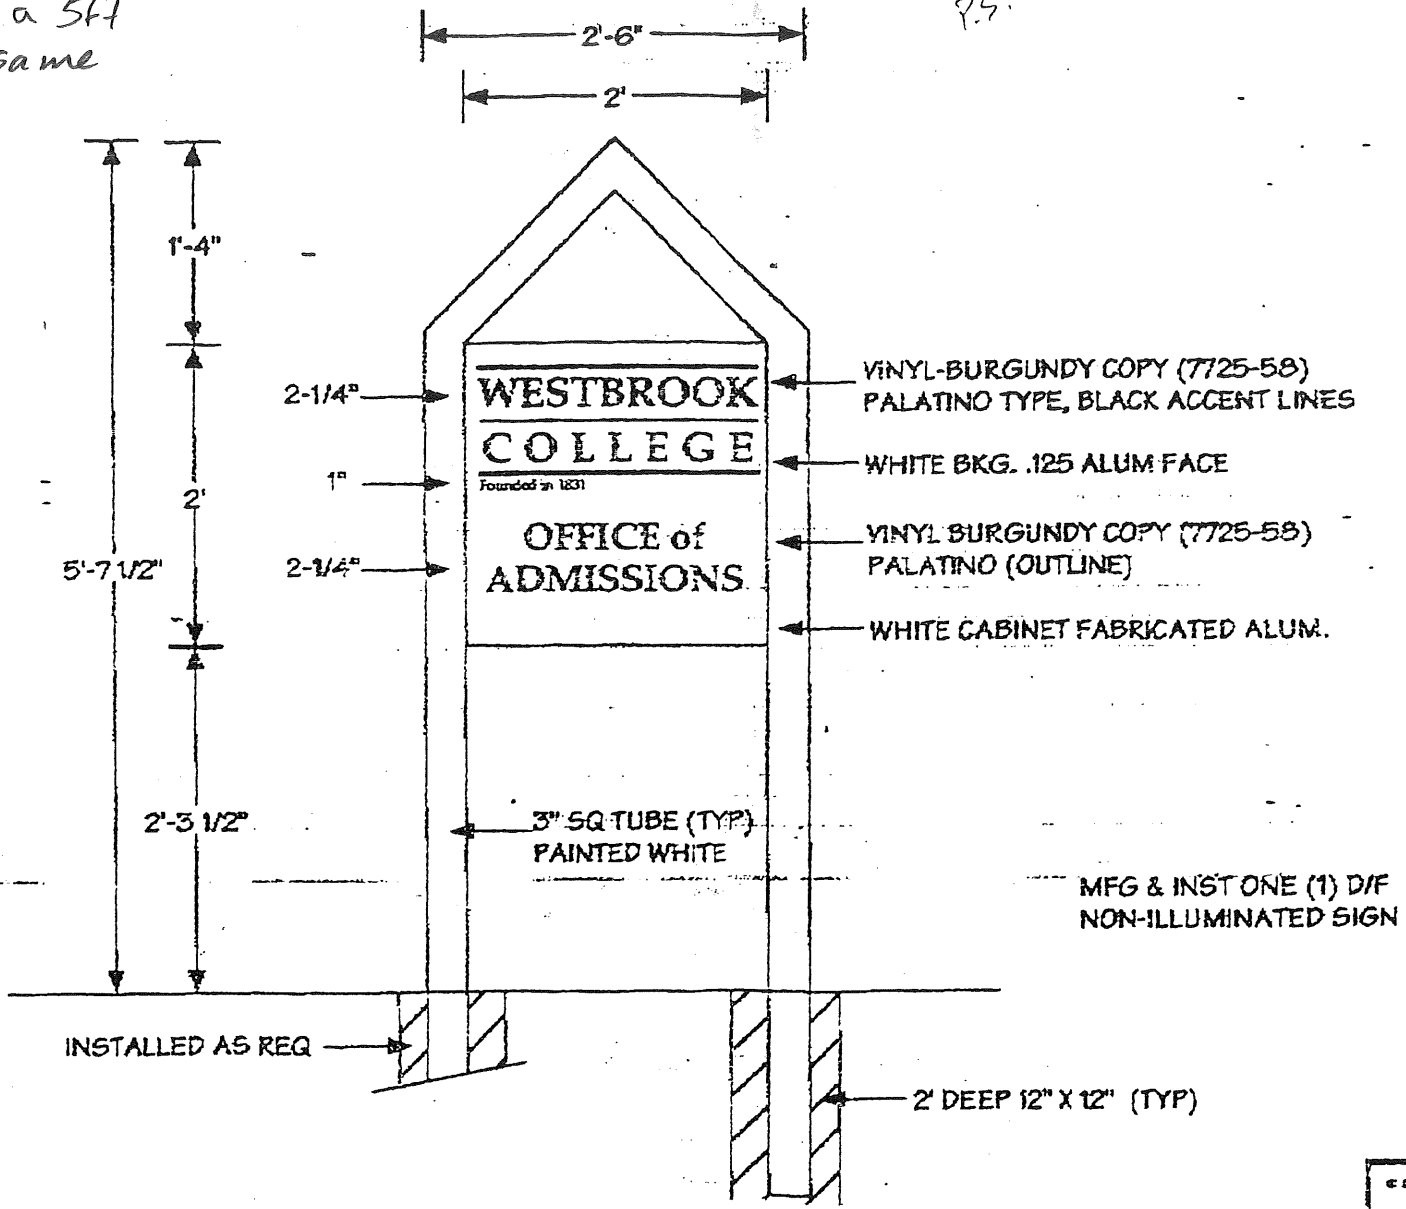 a 5ft
same
P.S.
2'-6"
2'
1'-4"
2'
5'-7 1/2"
2'-3 1/2"
2-1/4"
1"
2-1/4"
WESTBROOK
COLLEGE
Founded in 1831
OFFICE of
ADMISSIONS
VINYL-BURGUNDY COPY (7725-58)
PALATINO TYPE, BLACK ACCENT LINES
WHITE BKG. .125 ALUM FACE
VINYL BURGUNDY COPY (7725-58)
PALATINO (OUTLINE)
WHITE CABINET FABRICATED ALUM.
3" SQ TUBE (TYP)
PAINTED WHITE
MFG & INST ONE (1) D/F
NON-ILLUMINATED SIGN
INSTALLED AS REQ
2' DEEP 12" X 12" (TYP)